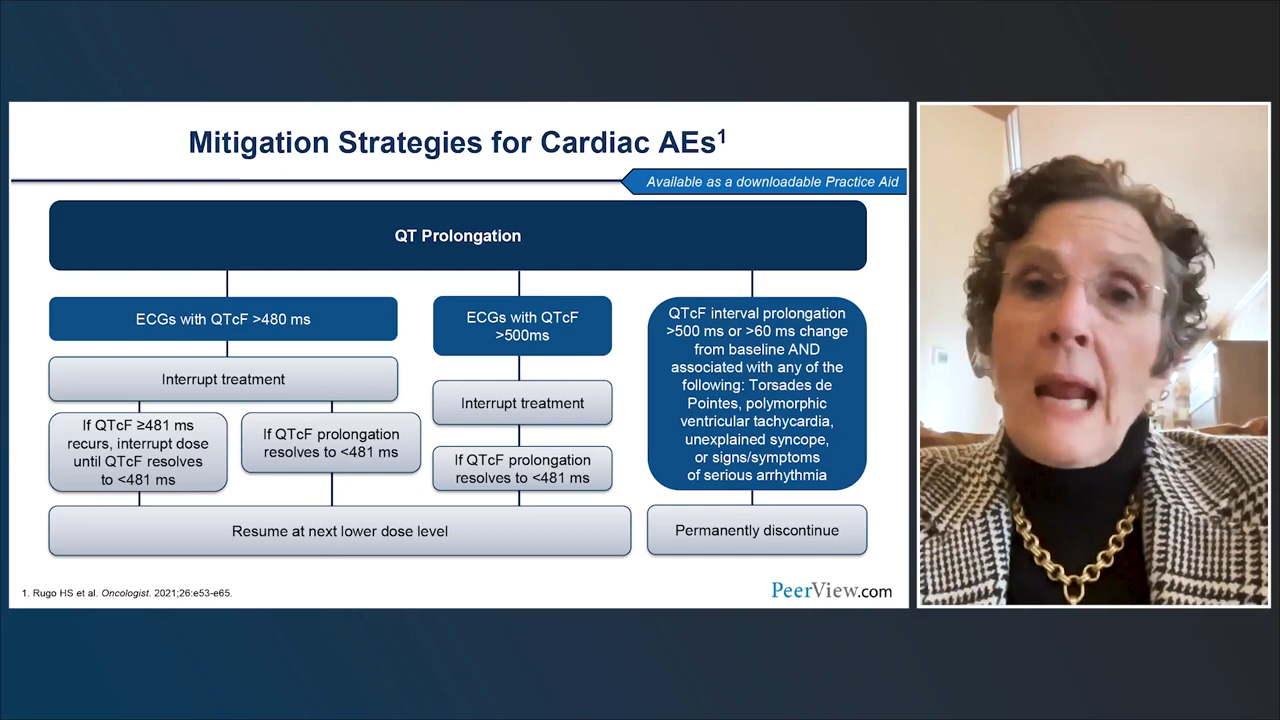 Mitigation Strategies for Cardiac AEs1
Available as a downloadable Practice Aid
QT Prolongation
ECGs with QTcF >480 ms
Interrupt treatment
If QTcF ≥481 ms
recurs, interrupt dose
until QTcF resolves
to <481 ms
If QTcF prolongation
resolves to <481 ms
ECGs with QTcF
>500ms
Interrupt treatment
If QTcF prolongation
resolves to <481 ms
Resume at next lower dose level
QTcF interval prolongation
>500 ms or >60 ms change
from baseline AND
associated with any of the
following: Torsades de
Pointes, polymorphic
ventricular tachycardia,
unexplained syncope,
or signs/symptoms
of serious arrhythmia
Permanently discontinue
1. Rugo HS et al. Oncologist. 2021;26:e53-e65.
PeerView.com